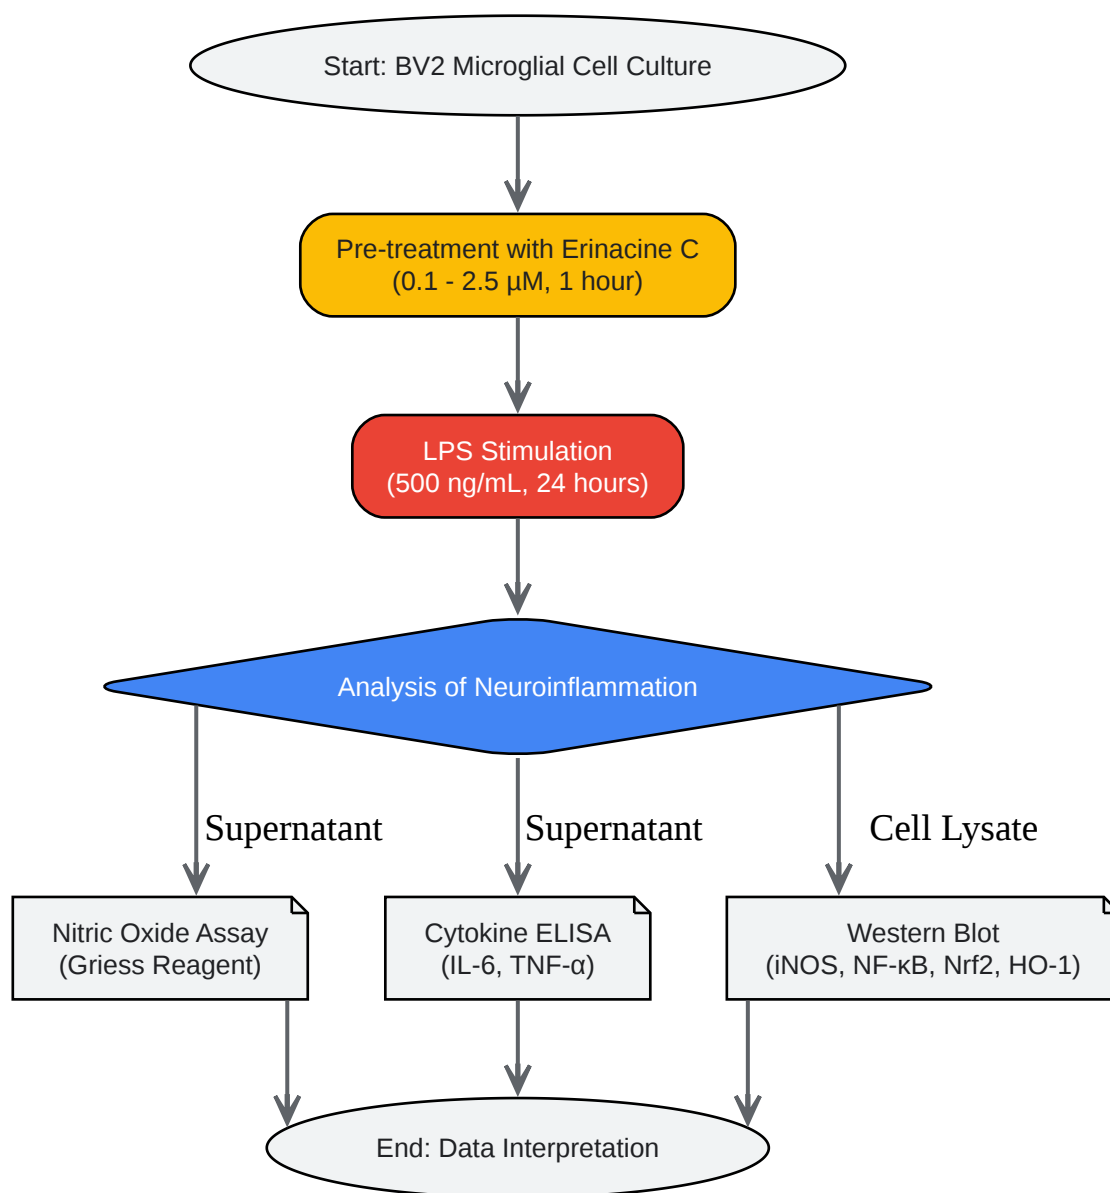 Start: BV2 Microglial Cell Culture
Pre-treatment with Erinacine C
(0.1 - 2.5 µM, 1 hour)
LPS Stimulation
(500 ng/mL, 24 hours)
Analysis of Neuroinflammation
Supernatant
Supernatant
Cell Lysate
Nitric Oxide Assay
(Griess Reagent)
Cytokine ELISA
(IL-6, TNF-α)
Western Blot
(iNOS, NF-κB, Nrf2, HO-1)
End: Data Interpretation